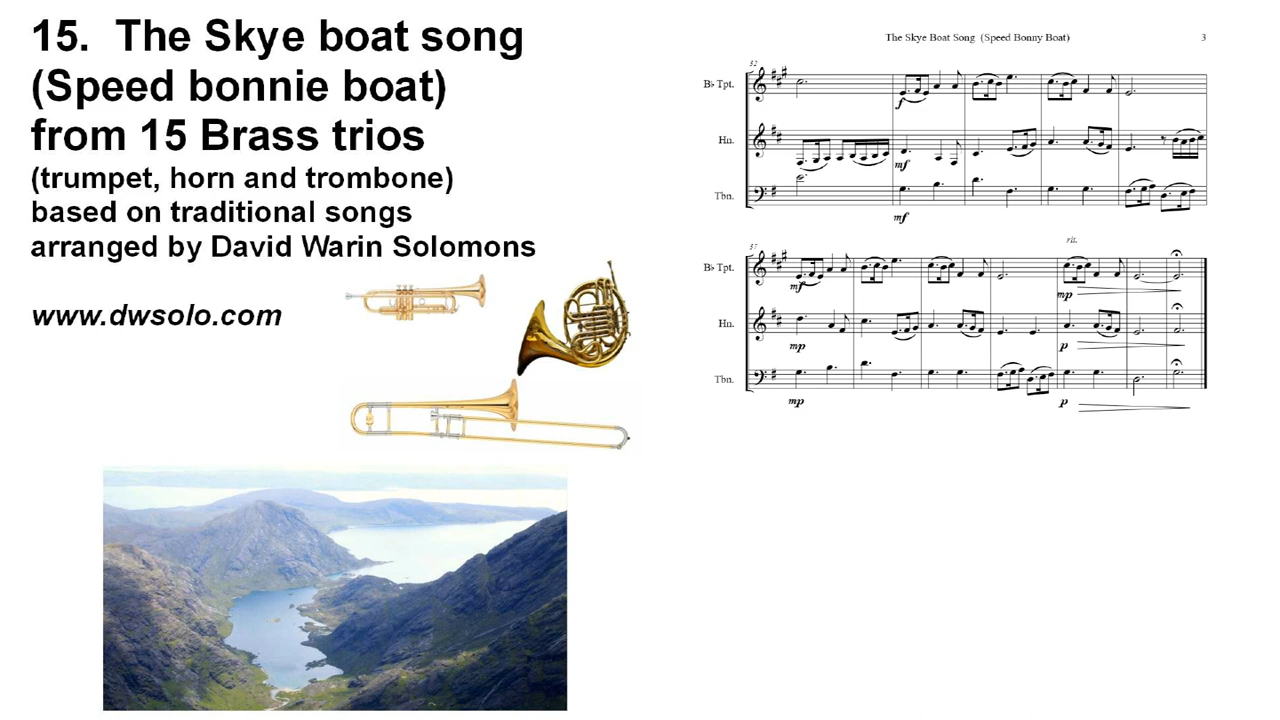 15. The Skye boat song
(Speed bonnie boat)
from 15 Brass trios
(trumpet, horn and trombone)
based on traditional songs
arranged by David Warin Solomons
www.dwsolo.com
The Skye Boat Song (Speed Bonny Boat) 3
32
B♭ Tpt.
f
Hn.
mf
Tbn.
mf
37
rit.
B♭ Tpt.
mf mp
Hn.
mp p
Tbn.
mp p